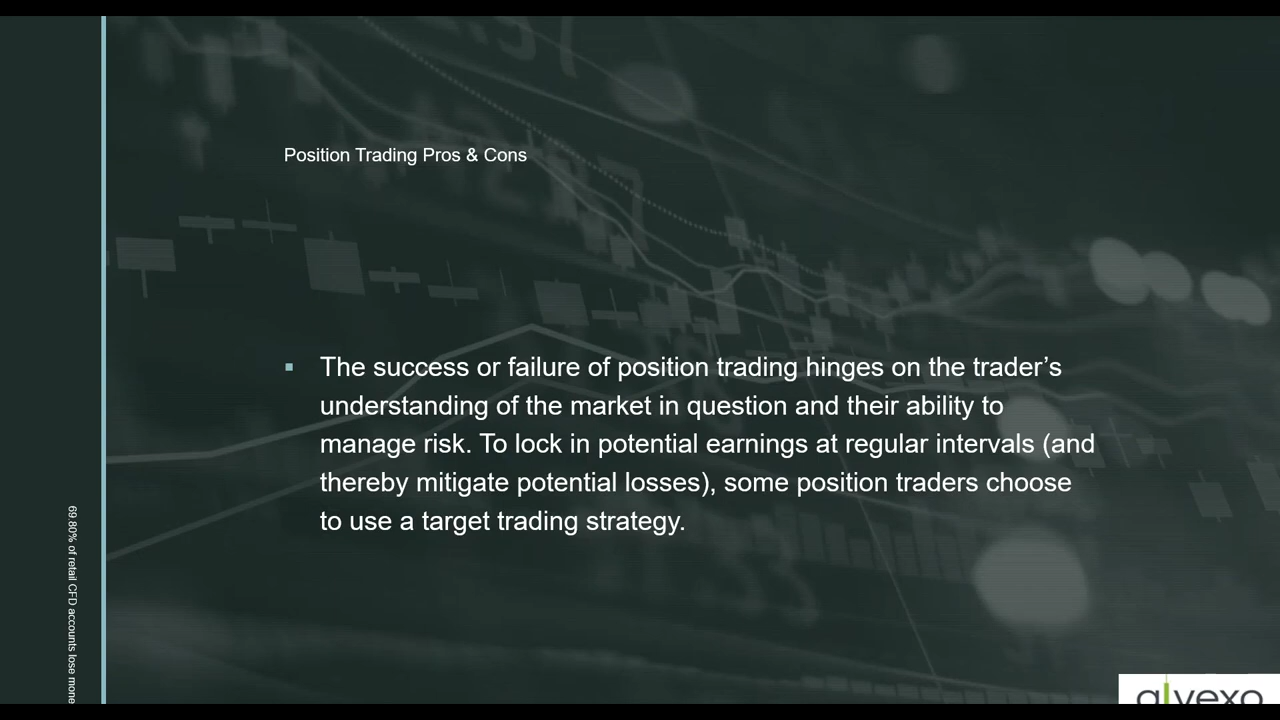 Position Trading Pros & Cons
The success or failure of position trading hinges on the trader’s
understanding of the market in question and their ability to
manage risk. To lock in potential earnings at regular intervals (and
thereby mitigate potential losses), some position traders choose
to use a target trading strategy.
69.80% of retail CFD accounts lose mone
alvexo